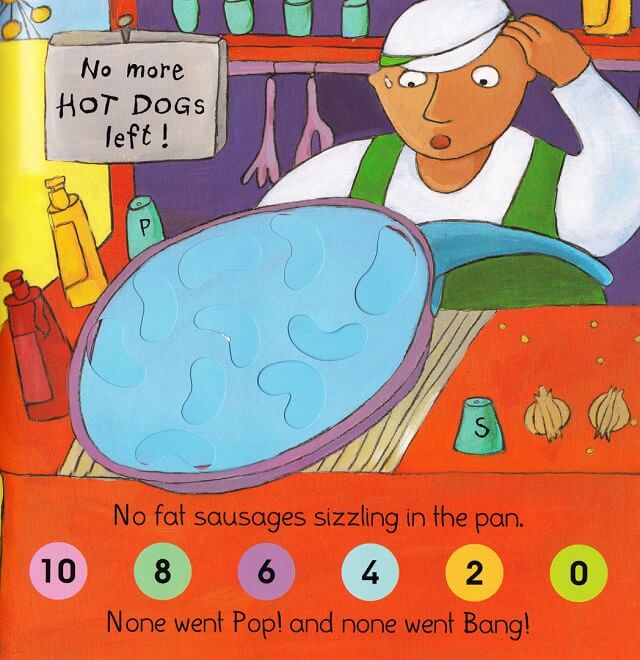 No more
HOT DOGs
left!
P
S
No fat sausages sizzling in the pan.
10 8 6 4 2 0
None went Pop! and none went Bang!